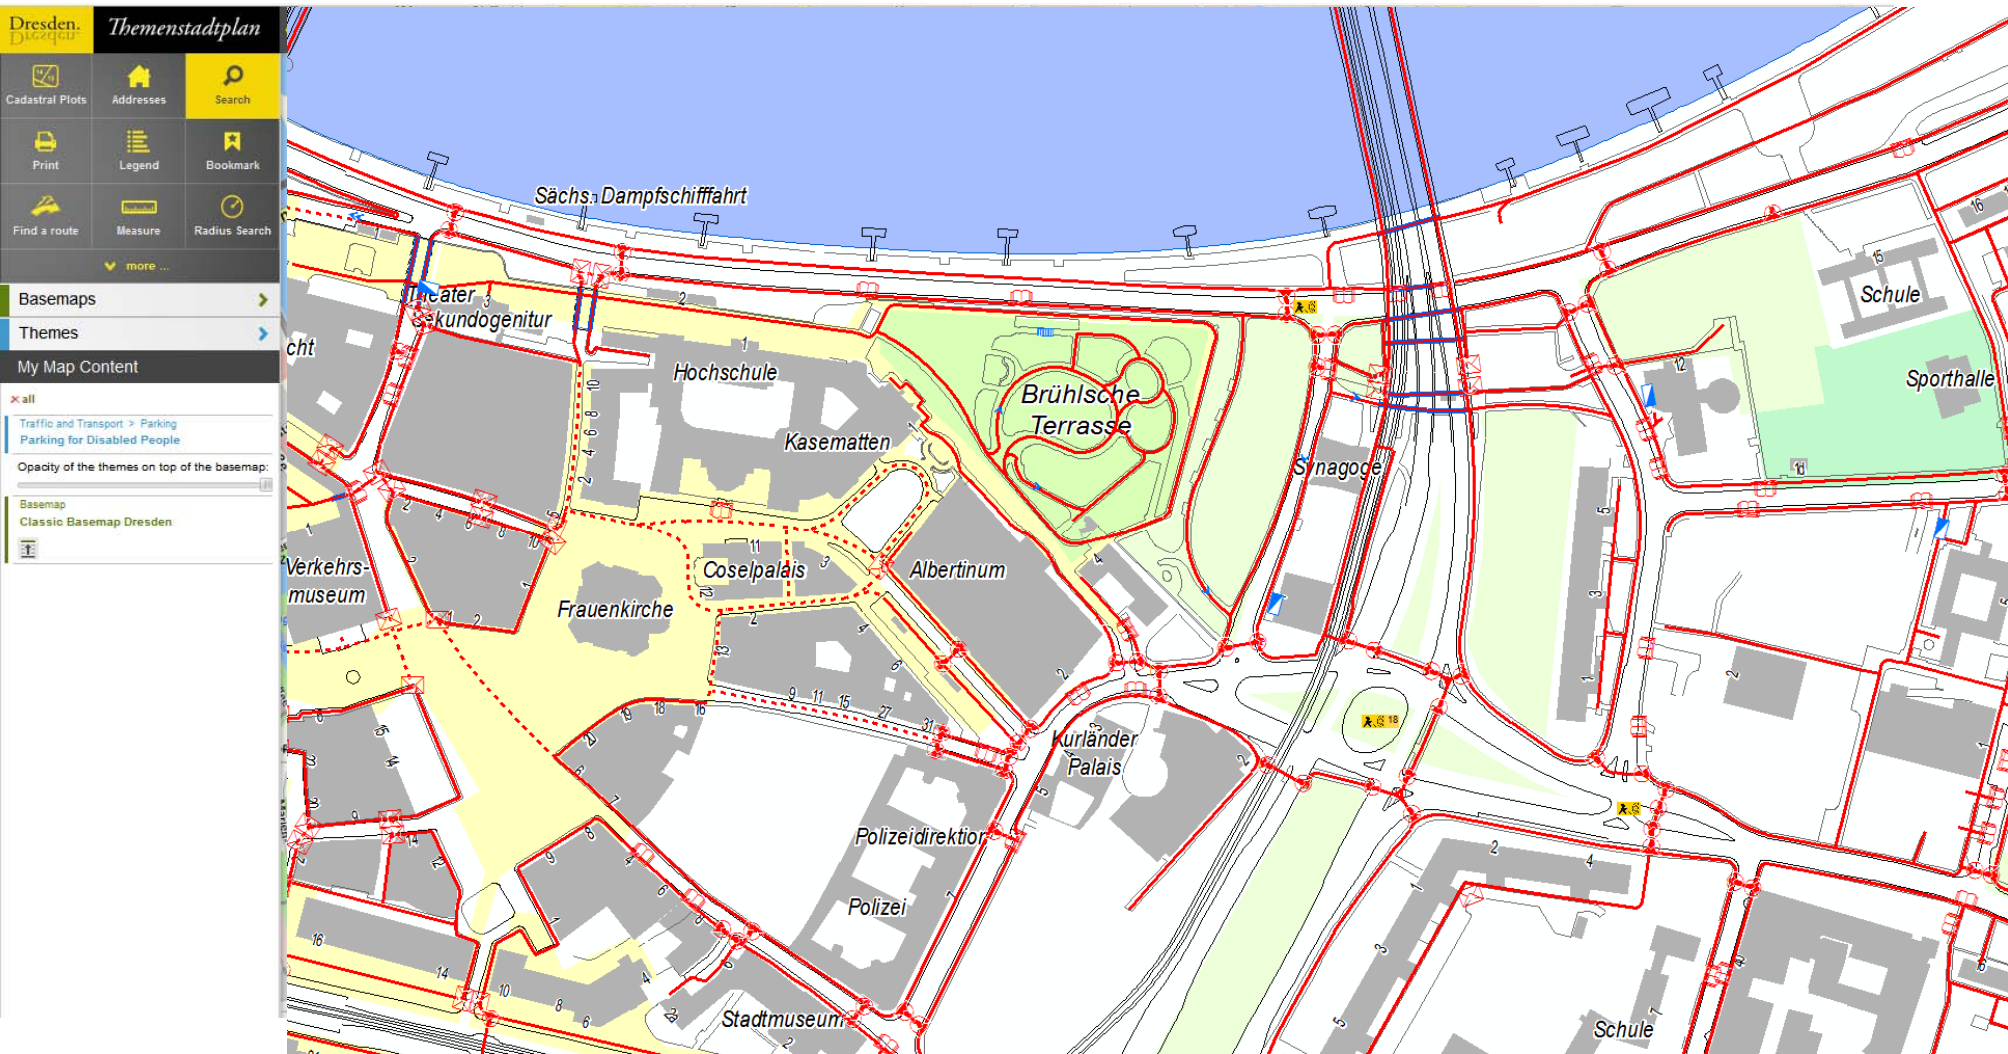 Dresden.
Themenstadtplan
Cadastral Plots
Addresses
Search
Print
Legend
Bookmark
Find a route
Measure
Radius Search
more ...
Basemaps
Themes
My Map Content
all
Traffic and Transport > Parking
Parking for Disabled People
Opacity of the themes on top of the basemap:
Basemap
Classic Basemap Dresden
Sächs. Dampfschifffahrt
Theater
kundogenitur
cht
Hochschule
Kasematten
Brühlsche
Terrasse
Synagoge
Schule
Sporthalle
Verkehrs-
museum
Frauenkirche
Coselpalais
Albertinum
Kurländer
Palais
Polizeidirektion
Polizei
Stadtmuseum
Schule